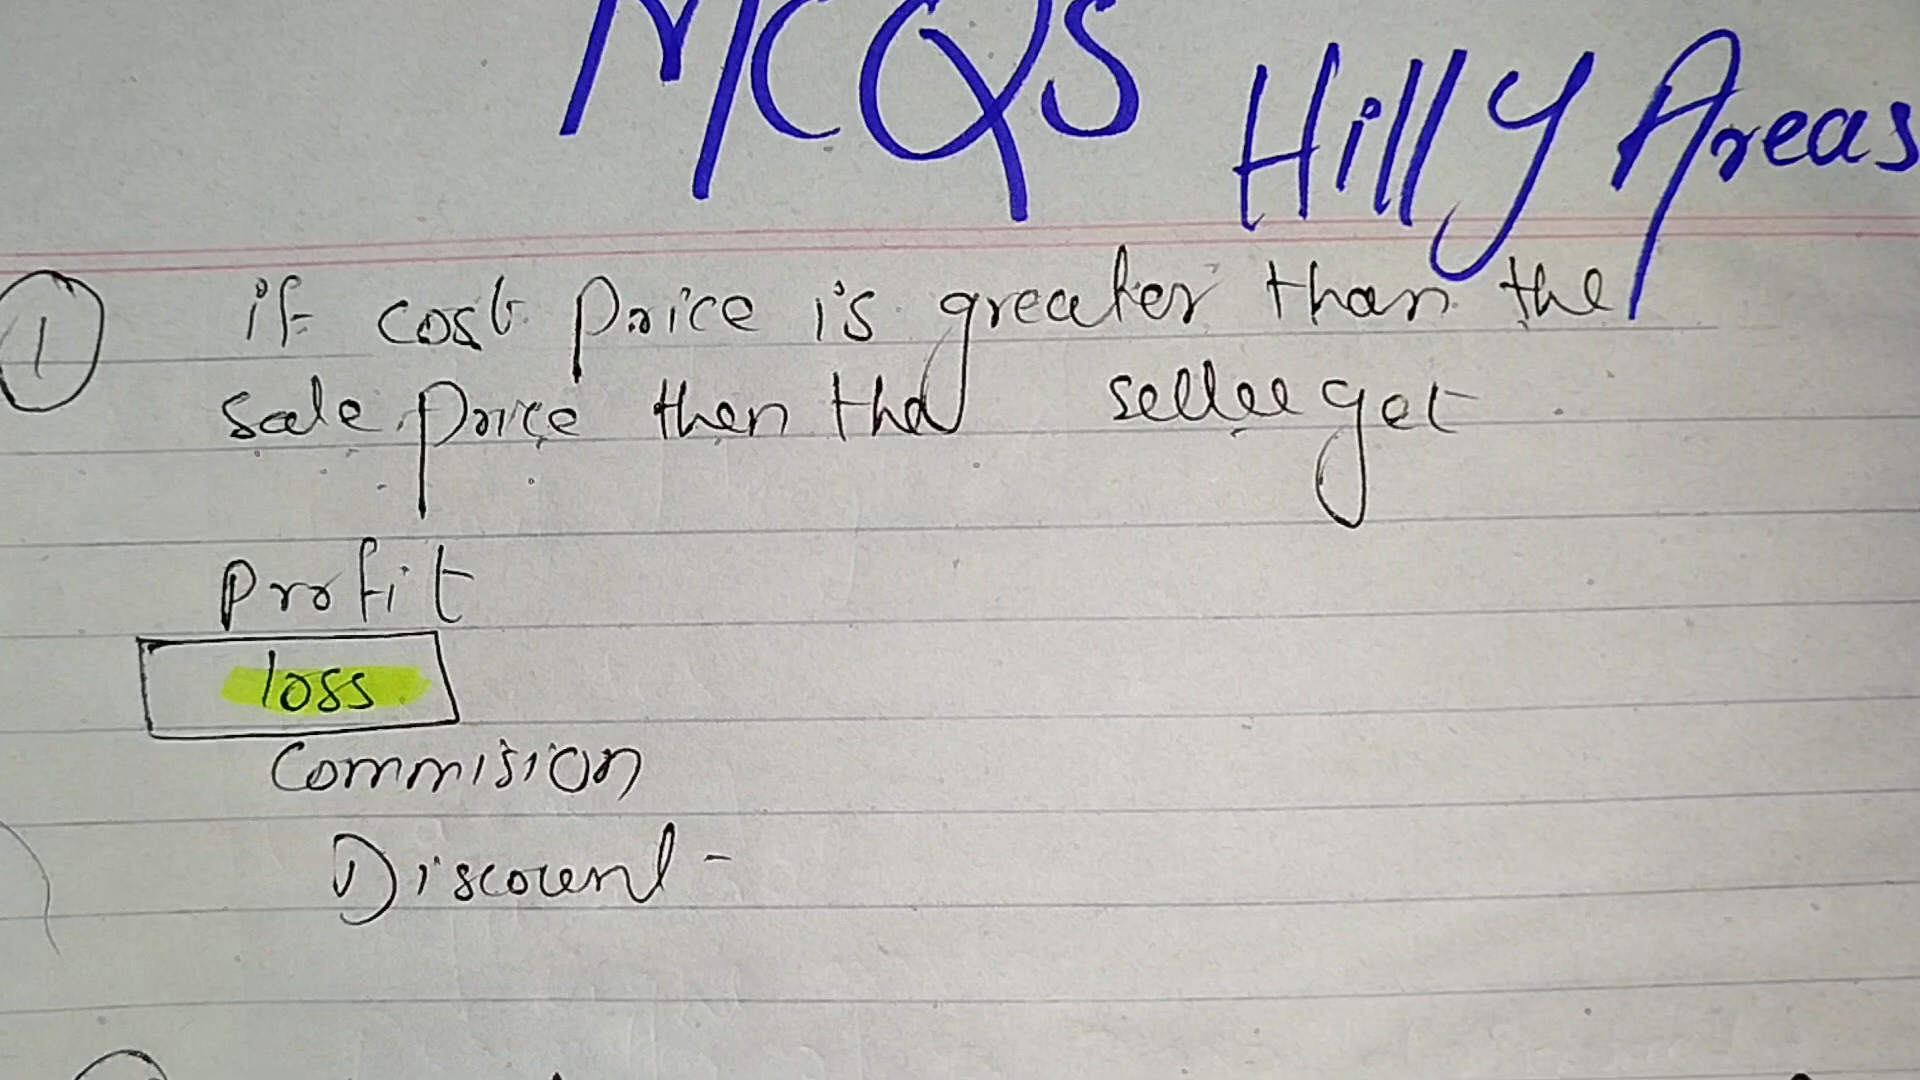 MCQS Hilly Areas
1 if cost price is greater than the
sale price then the seller get
Profit
loss
Commision
Discount-